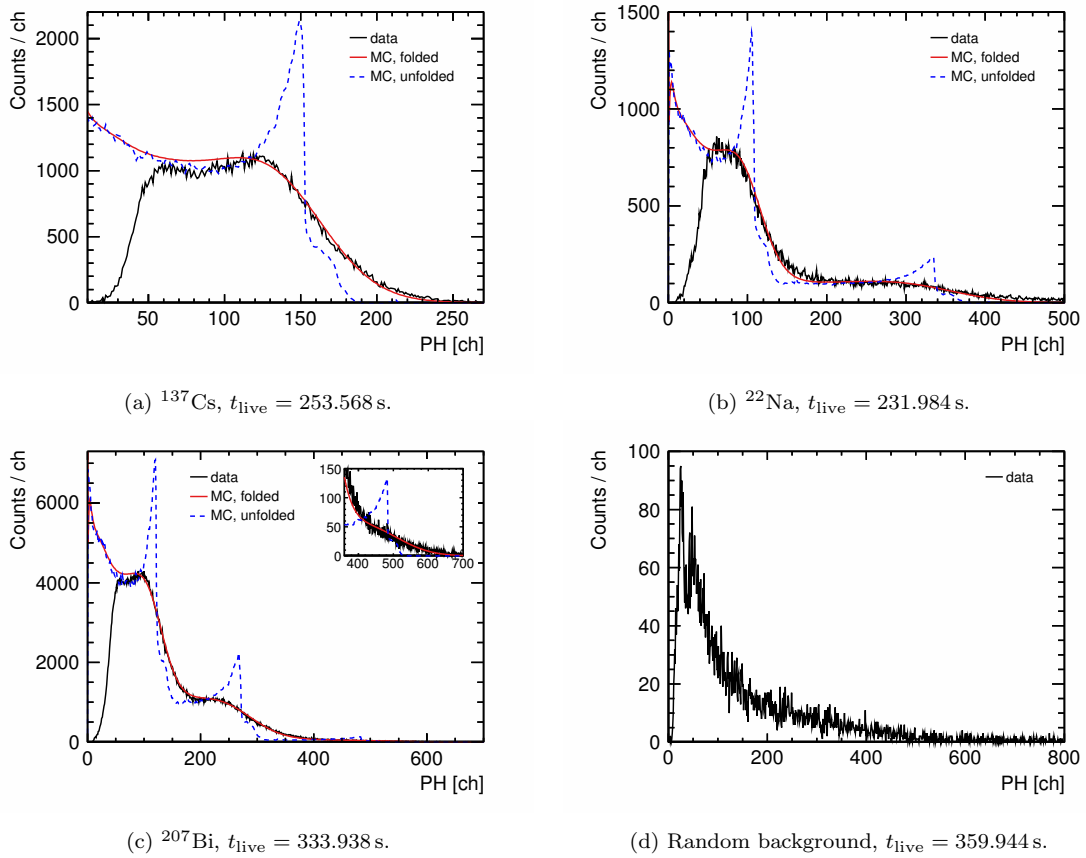 Counts / ch
2000
1500
1000
500
0
data
MC, folded
MC, unfolded
50 100 150 200 250
PH [ch]
(a) ¹³⁷Cs, t_live = 253.568 s.
Counts / ch
1500
1000
500
0
data
MC, folded
MC, unfolded
0 100 200 300 400 500
PH [ch]
(b) ²²Na, t_live = 231.984 s.
Counts / ch
6000
4000
2000
0
data
MC, folded
MC, unfolded
150
100
50
0
400 500 600 700
0 200 400 600
PH [ch]
(c) ²⁰⁷Bi, t_live = 333.938 s.
Counts / ch
100
80
60
40
20
0
data
0 200 400 600 800
PH [ch]
(d) Random background, t_live = 359.944 s.